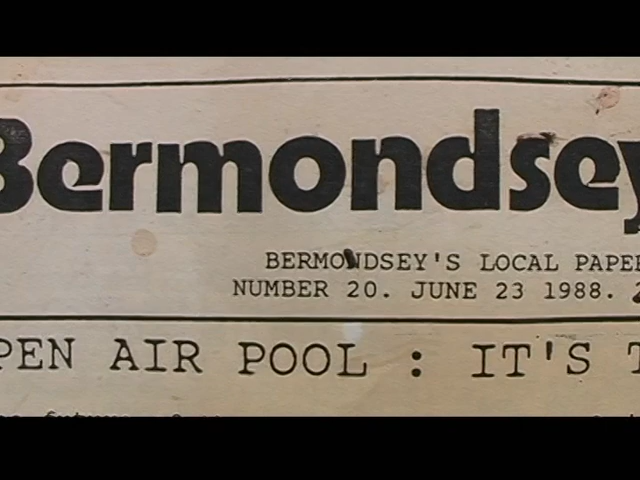 Bermondsey
BERMONDSEY'S LOCAL PAPER
NUMBER 20. JUNE 23 1988.
PEN AIR POOL : IT'S T